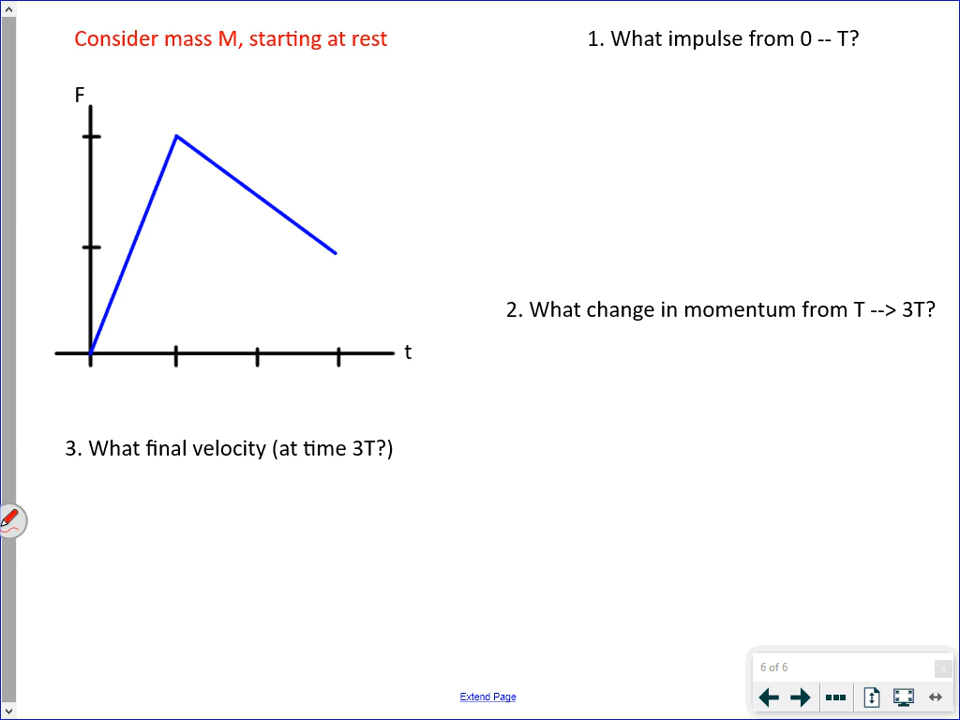 Consider mass M, starting at rest
1. What impulse from 0 -- T?
F
2. What change in momentum from T --> 3T?
t
3. What final velocity (at time 3T?)
6 of 6
Extend Page